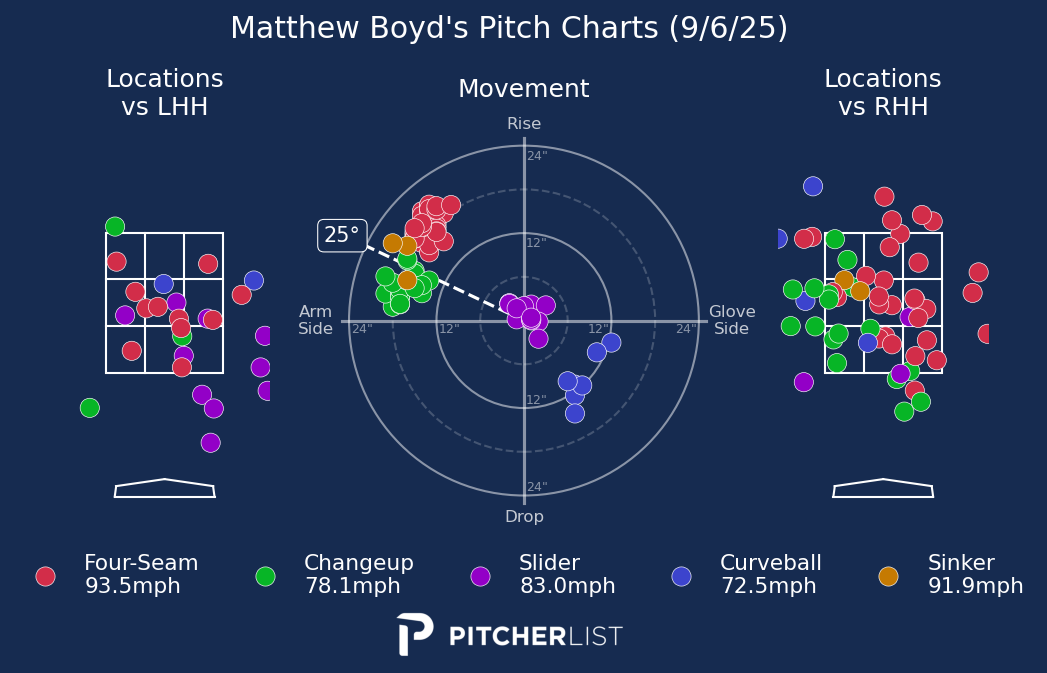 Matthew Boyd's Pitch Charts (9/6/25)
Locations
vs LHH
Movement
Locations
vs RHH
Rise
24"
12"
25°
Arm
Side
24"
12"
12"
24"
Glove
Side
12"
24"
Drop
Four-Seam
93.5mph
Changeup
78.1mph
Slider
83.0mph
Curveball
72.5mph
Sinker
91.9mph
PITCHERLIST